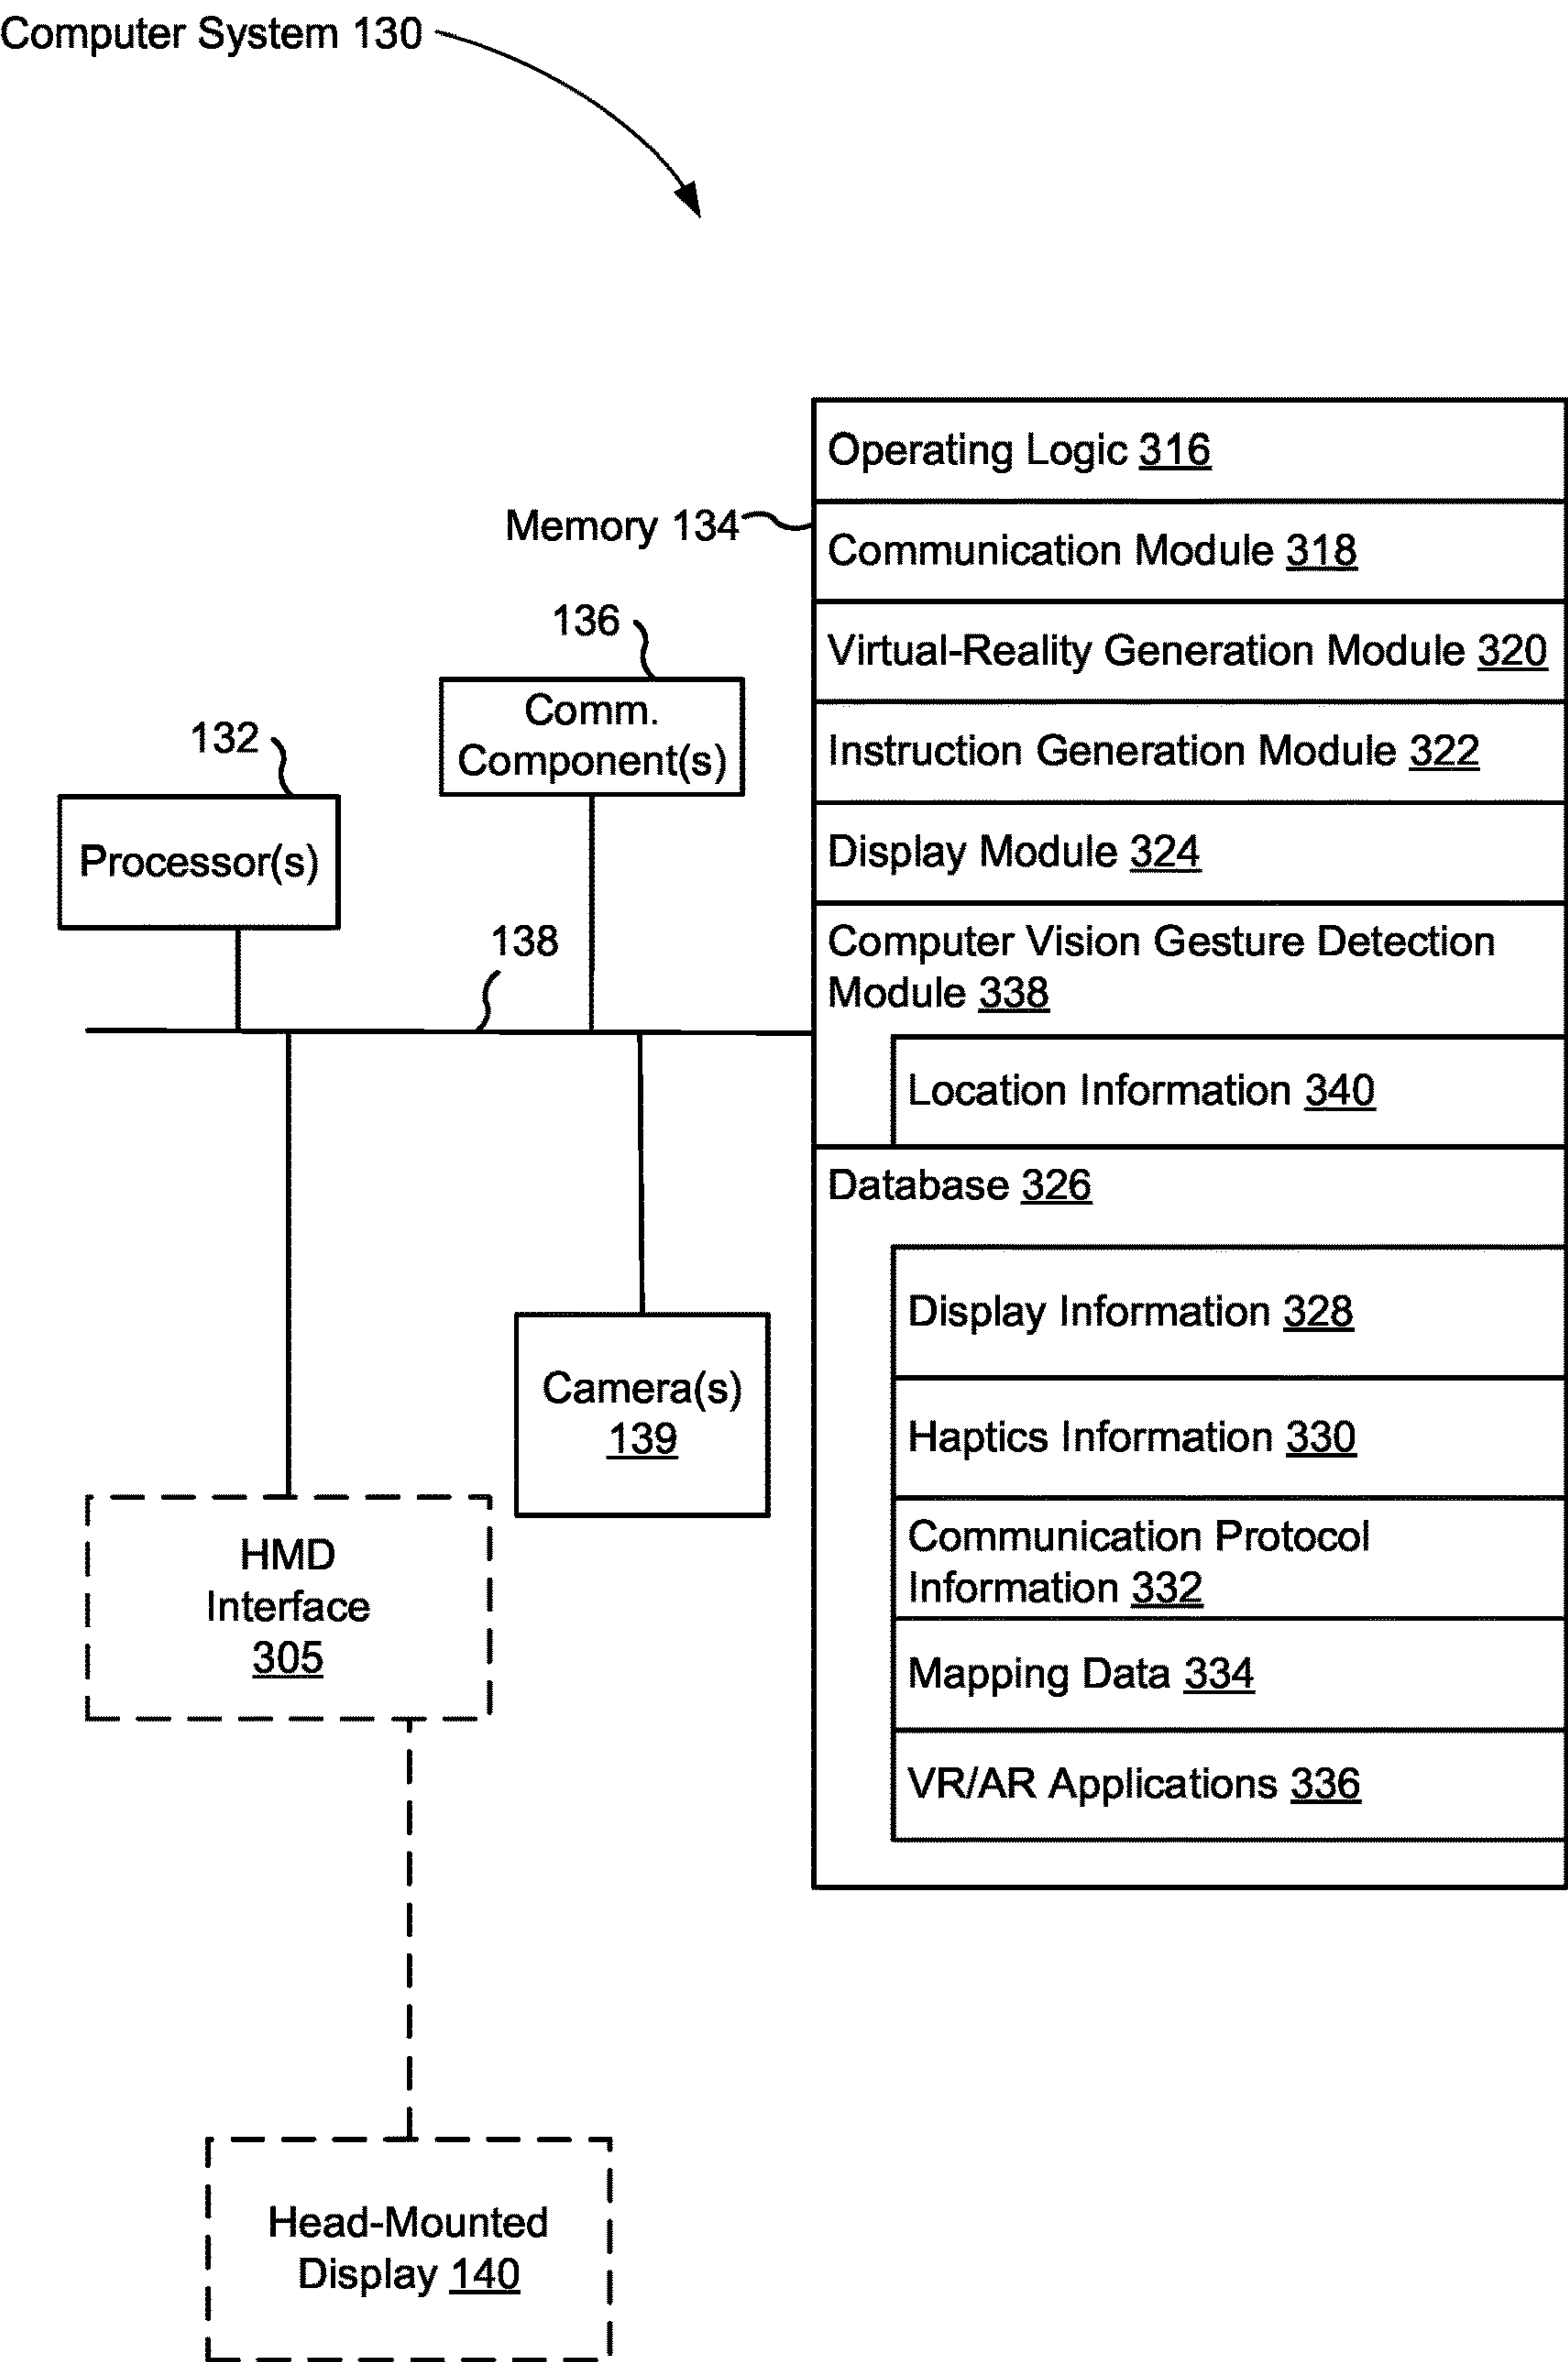 Computer System 130
Operating Logic 316
Memory 134
Communication Module 318
136
Virtual-Reality Generation Module 320
Comm.
Component(s)
132
Instruction Generation Module 322
Processor(s)
Display Module 324
138
Computer Vision Gesture Detection
Module 338
Location Information 340
Database 326
Display Information 328
Camera(s)
139
Haptics Information 330
HMD
Interface
305
Communication Protocol
Information 332
Mapping Data 334
VR/AR Applications 336
Head-Mounted
Display 140